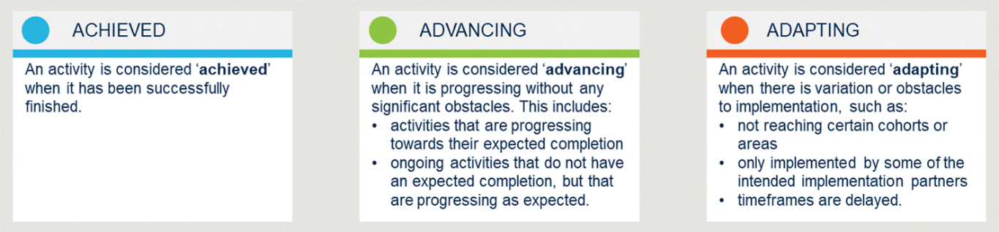 ACHIEVED
An activity is considered ‘achieved’
when it has been successfully
finished.
ADVANCING
An activity is considered ‘advancing’
when it is progressing without any
significant obstacles. This includes:
• activities that are progressing
towards their expected completion
• ongoing activities that do not have
an expected completion, but that
are progressing as expected.
ADAPTING
An activity is considered ‘adapting’
when there is variation or obstacles
to implementation, such as:
• not reaching certain cohorts or
areas
• only implemented by some of the
intended implementation partners
• timeframes are delayed.